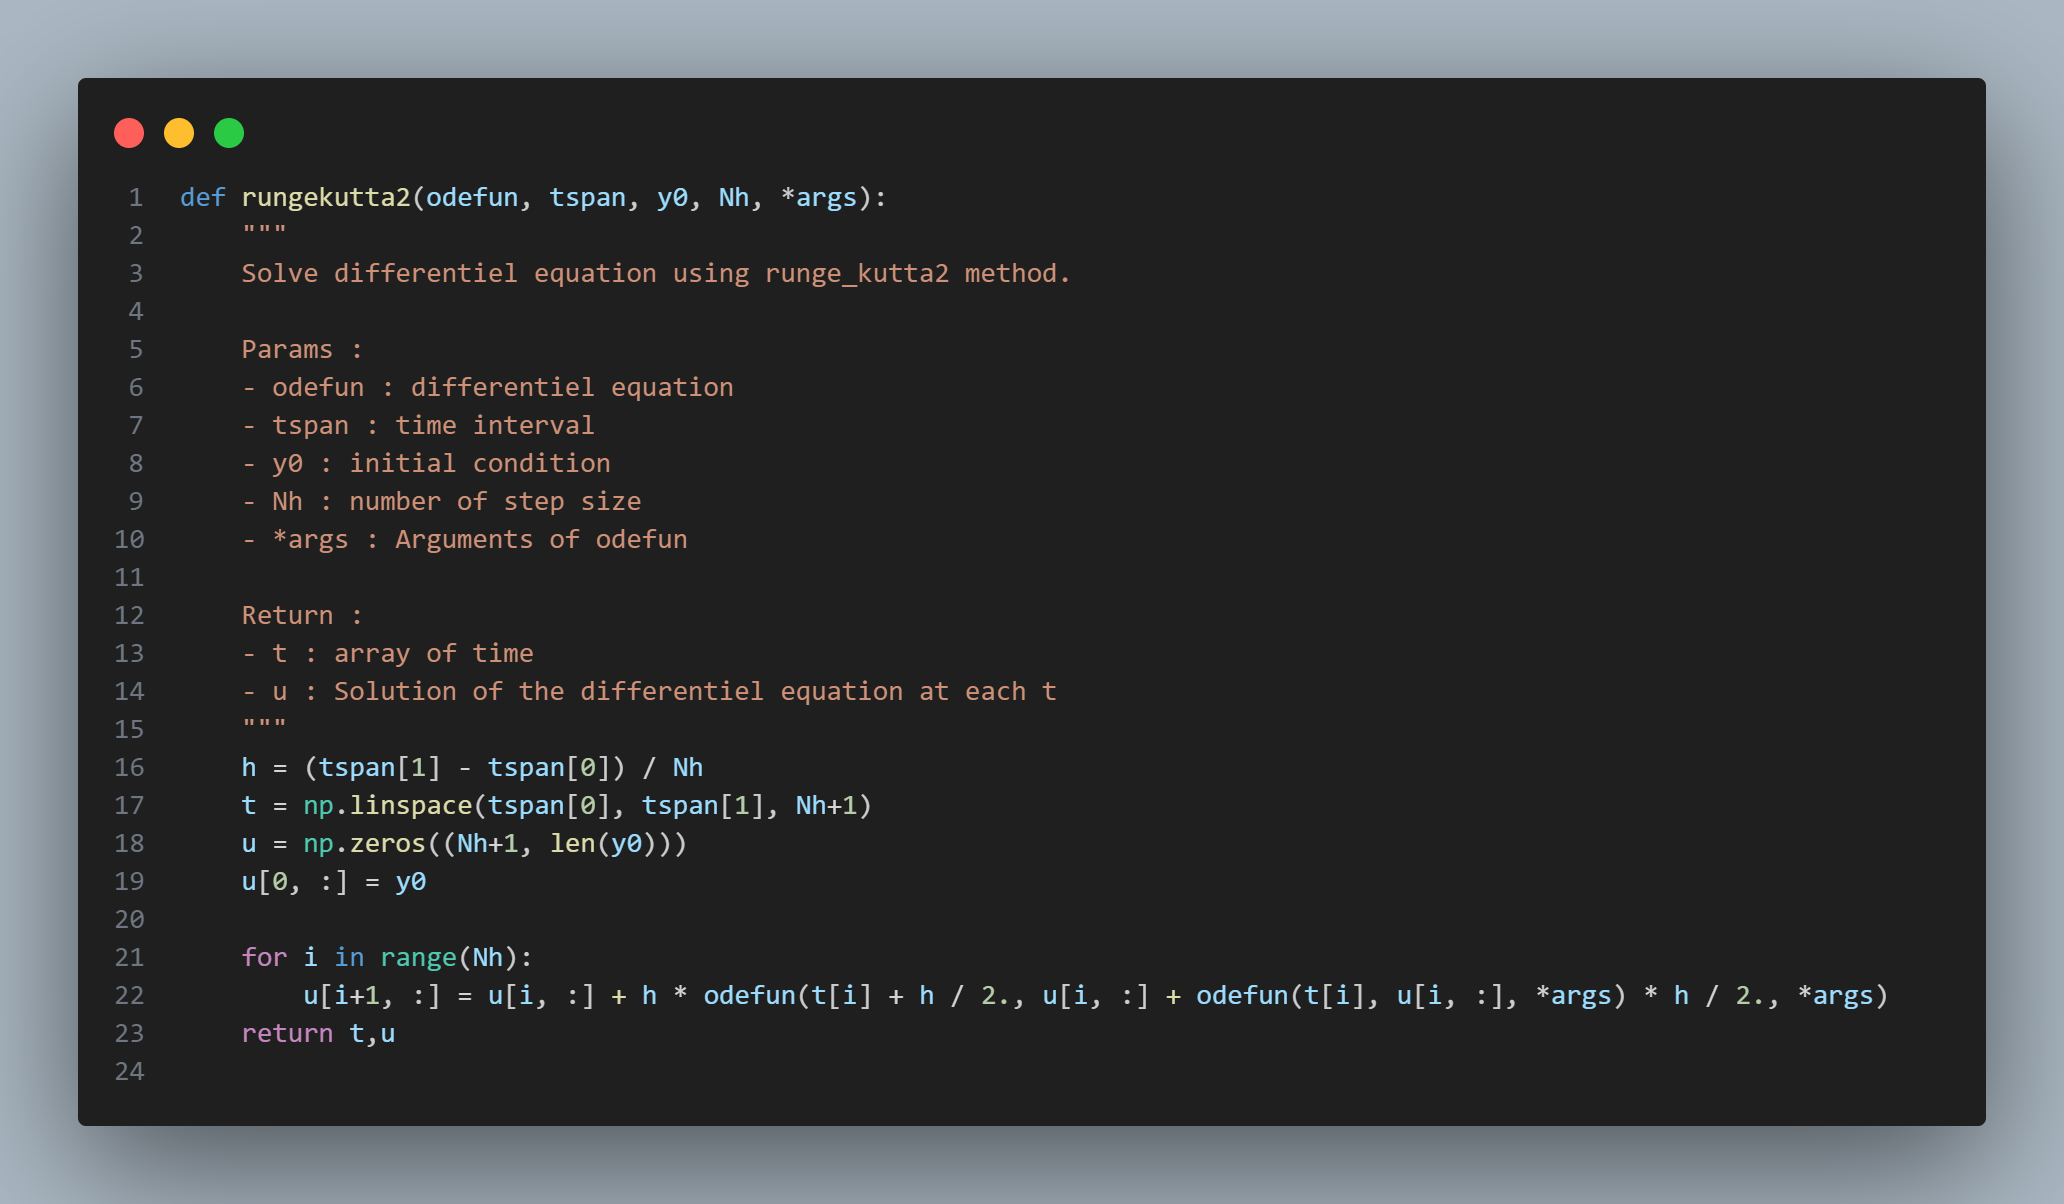 1 def rungekutta2(odefun, tspan, y0, Nh, *args):
2     """
3     Solve differentiel equation using runge_kutta2 method.
4
5     Params :
6     - odefun : differentiel equation
7     - tspan : time interval
8     - y0 : initial condition
9     - Nh : number of step size
10     - *args : Arguments of odefun
11
12     Return :
13     - t : array of time
14     - u : Solution of the differentiel equation at each t
15     """
16     h = (tspan[1] - tspan[0]) / Nh
17     t = np.linspace(tspan[0], tspan[1], Nh+1)
18     u = np.zeros((Nh+1, len(y0)))
19     u[0, :] = y0
20
21     for i in range(Nh):
22         u[i+1, :] = u[i, :] + h * odefun(t[i] + h / 2., u[i, :] + odefun(t[i], u[i, :], *args) * h / 2., *args)
23     return t,u
24